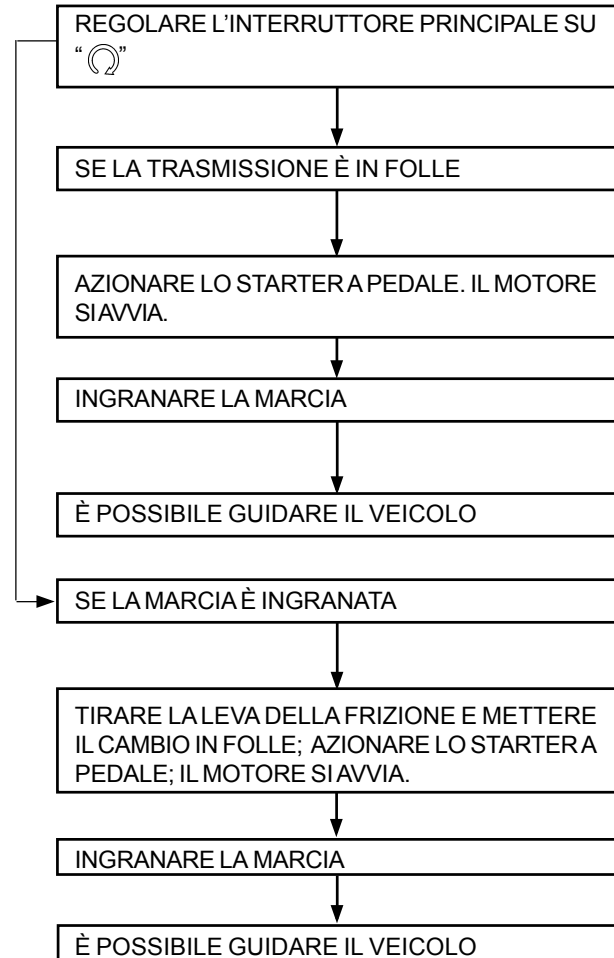 REGOLARE L’INTERRUTTORE PRINCIPALE SU
“ ”
SE LA TRASMISSIONE È IN FOLLE
AZIONARE LO STARTER A PEDALE. IL MOTORE
SI AVVIA.
INGRANARE LA MARCIA
È POSSIBILE GUIDARE IL VEICOLO
SE LA MARCIA È INGRANATA
TIRARE LA LEVA DELLA FRIZIONE E METTERE
IL CAMBIO IN FOLLE; AZIONARE LO STARTER A
PEDALE; IL MOTORE SI AVVIA.
INGRANARE LA MARCIA
È POSSIBILE GUIDARE IL VEICOLO